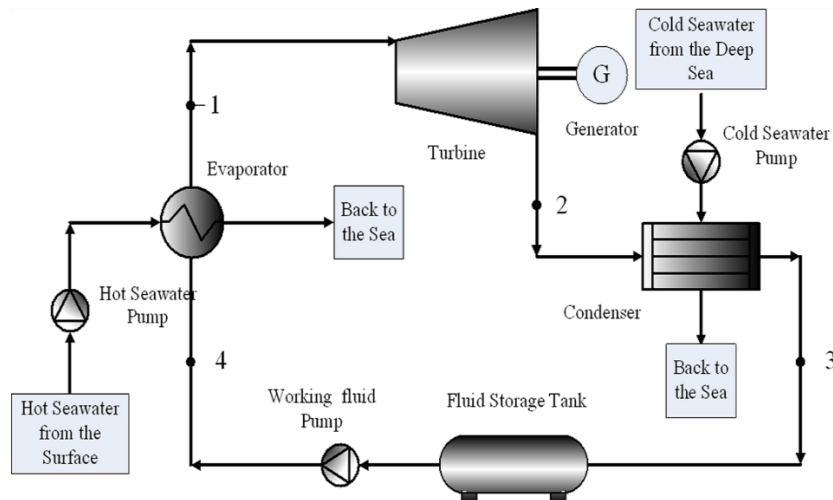 Cold Seawater
from the Deep
Sea
G
1
Generator
Turbine
Cold Seawater
Pump
Evaporator
Back to
the Sea
2
Hot Seawater
Pump
Condenser
4
3
Back to
the Sea
Hot Seawater
from the
Surface
Working fluid
Pump
Fluid Storage Tank